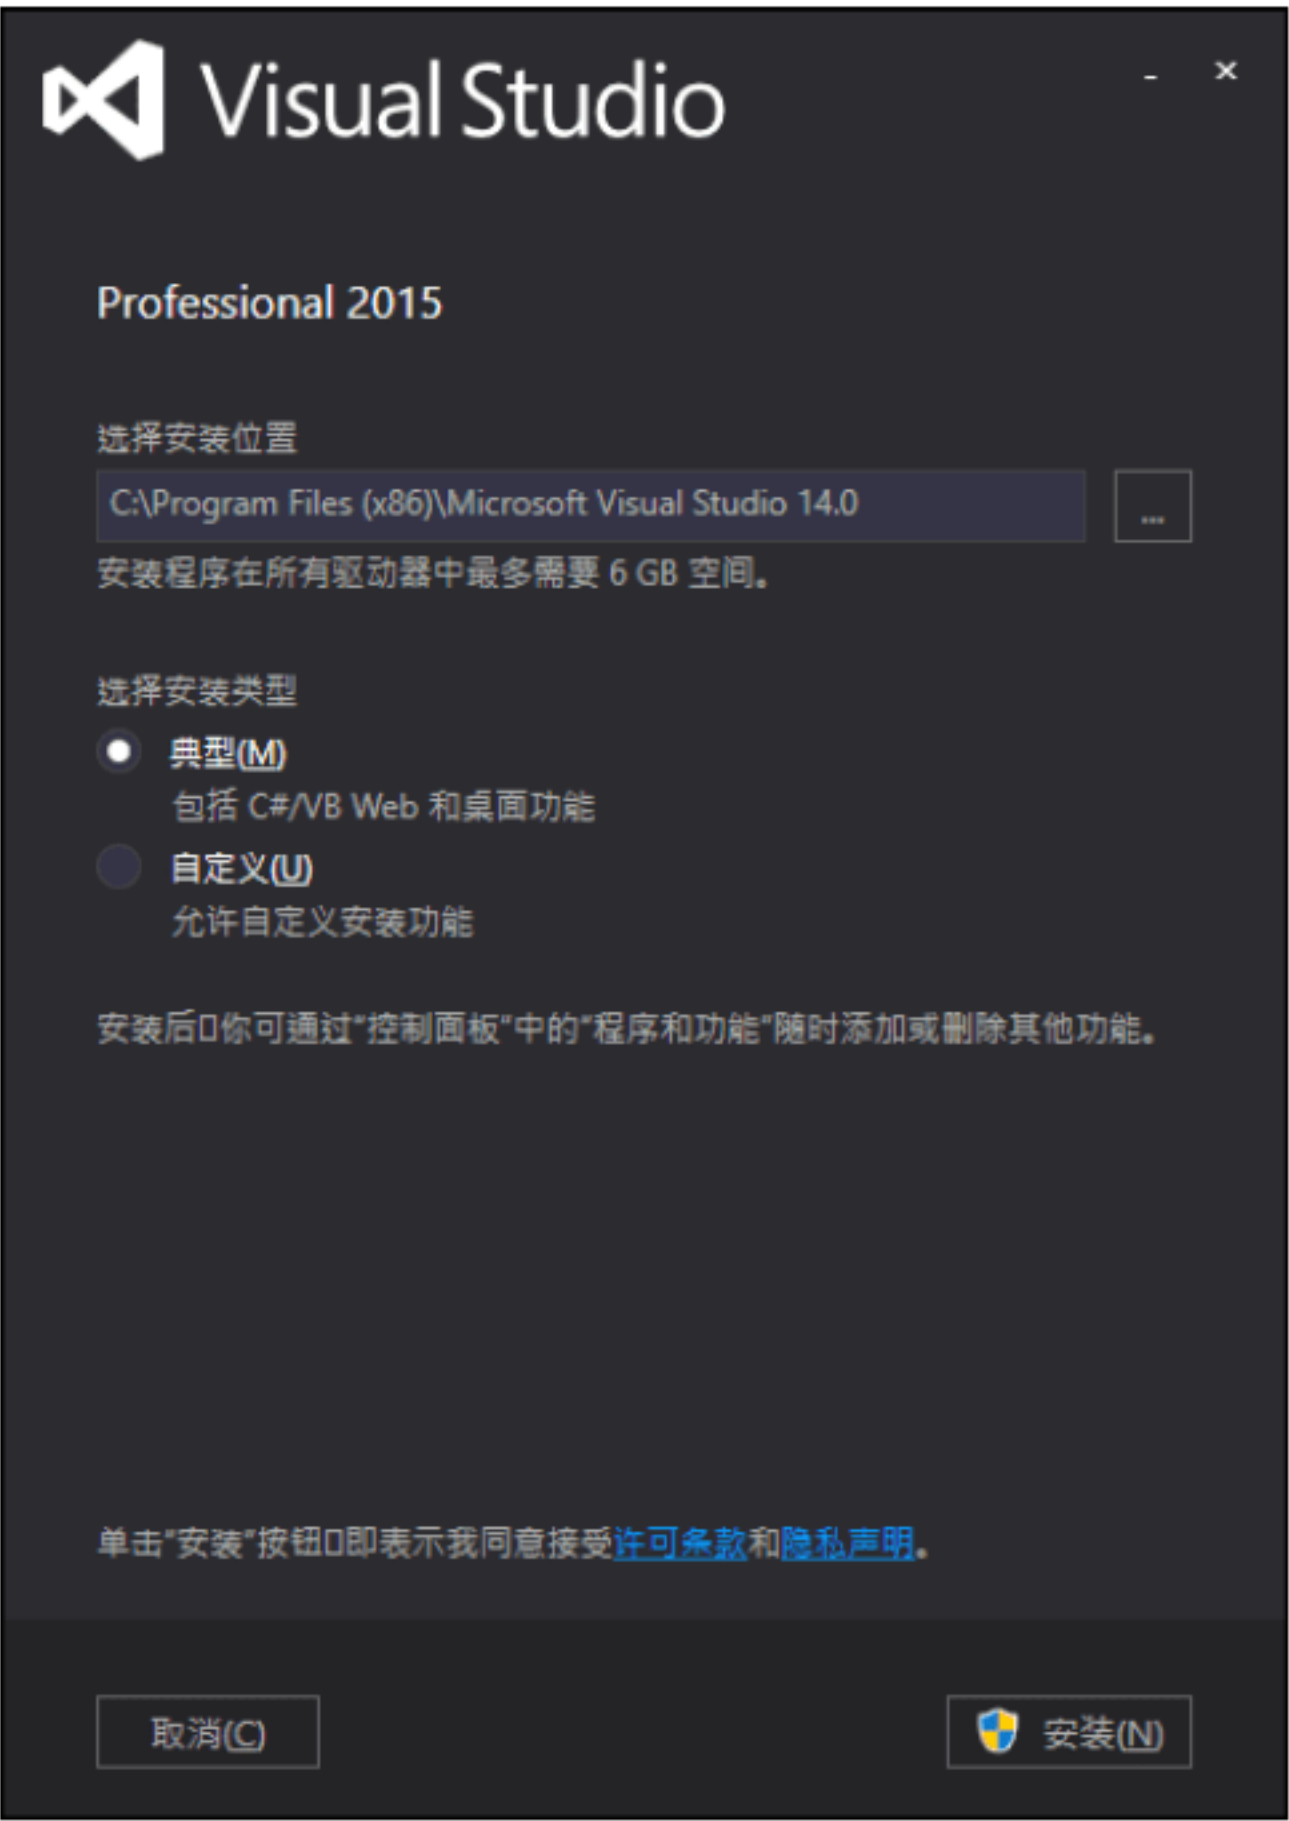 Visual Studio
Professional 2015
选择安装位置
C:\Program Files (x86)\Microsoft Visual Studio 14.0
...
安装程序在所有驱动器中最多需要 6 GB 空间。
选择安装类型
典型(M)
包括 C#/VB Web 和桌面功能
自定义(U)
允许自定义安装功能
安装后▯你可通过"控制面板"中的"程序和功能"随时添加或删除其他功能。
单击"安装"按钮▯即表示我同意接受许可条款和隐私声明。
取消(C)
安装(N)